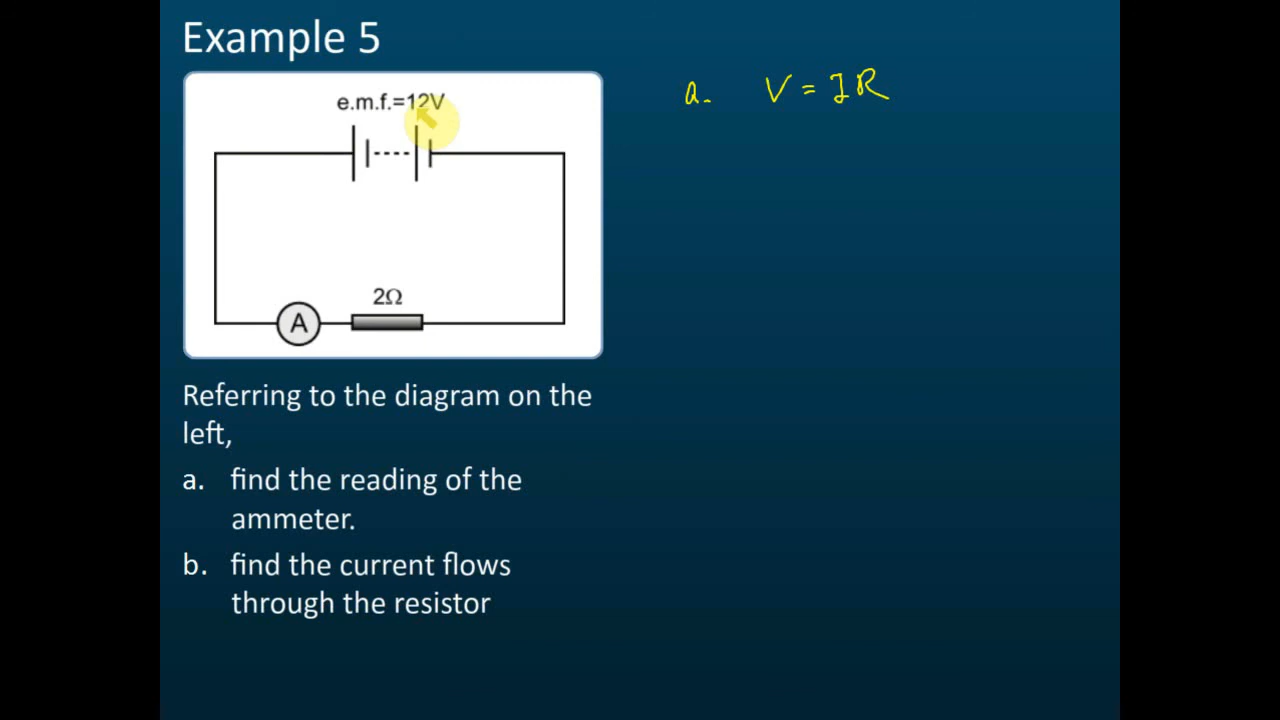 Example 5
a. V = IR
e.m.f.=12V
2Ω
A
Referring to the diagram on the
left,
a. find the reading of the
ammeter.
b. find the current flows
through the resistor